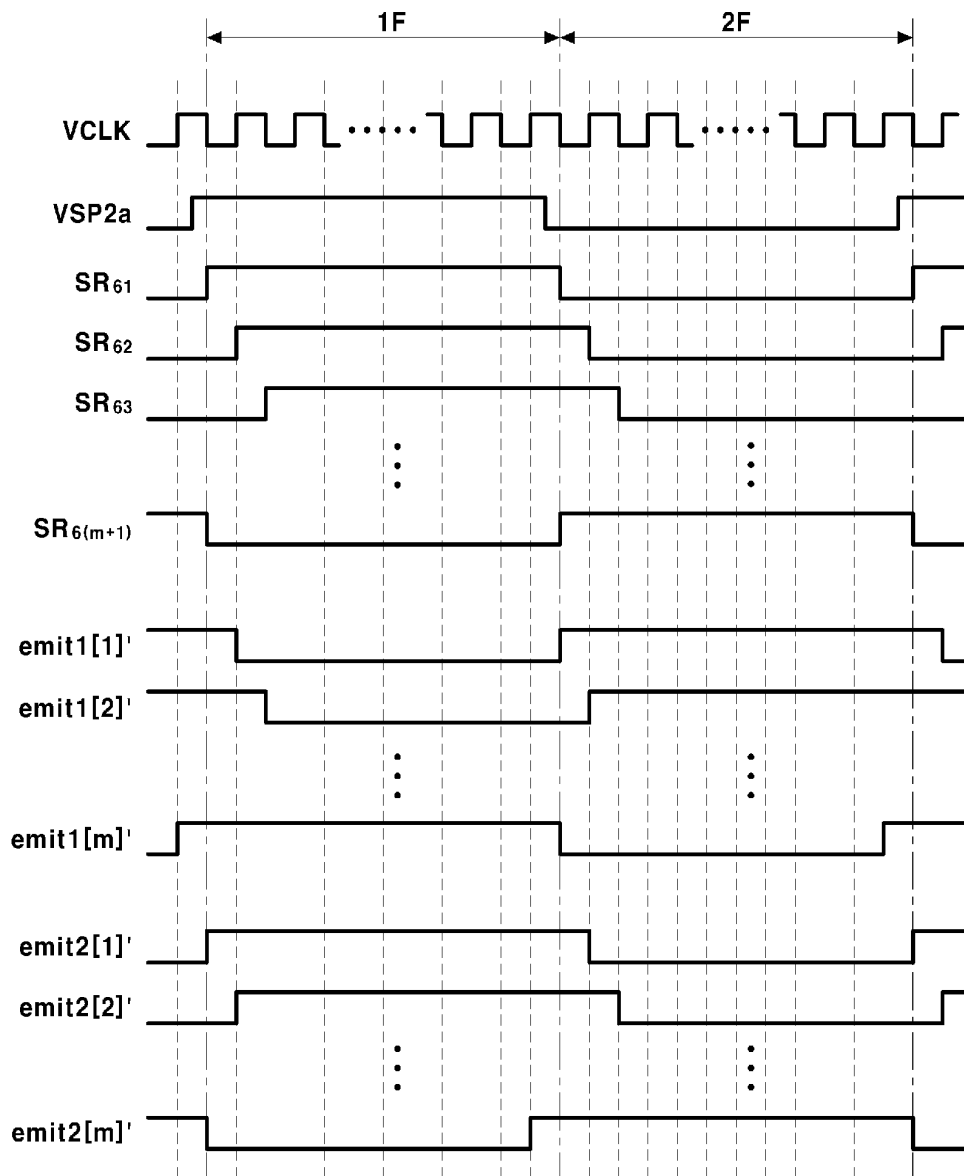 1F 2F
VCLK
VSP2a
SR61
SR62
SR63
SR6(m+1)
emit1[1]'
emit1[2]'
emit1[m]'
emit2[1]'
emit2[2]'
emit2[m]'